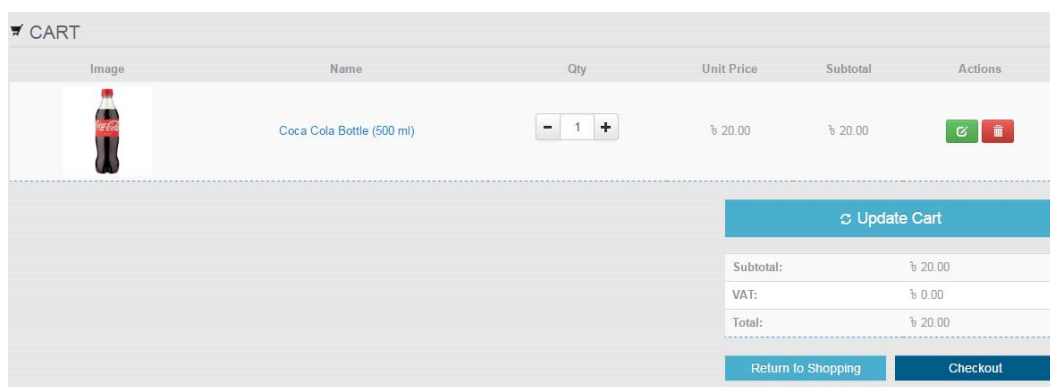 CART
Image Name Qty Unit Price Subtotal Actions
Coca Cola Bottle (500 ml) - 1 + ৳ 20.00 ৳ 20.00
Update Cart
Subtotal: ৳ 20.00
VAT: ৳ 0.00
Total: ৳ 20.00
Return to Shopping Checkout